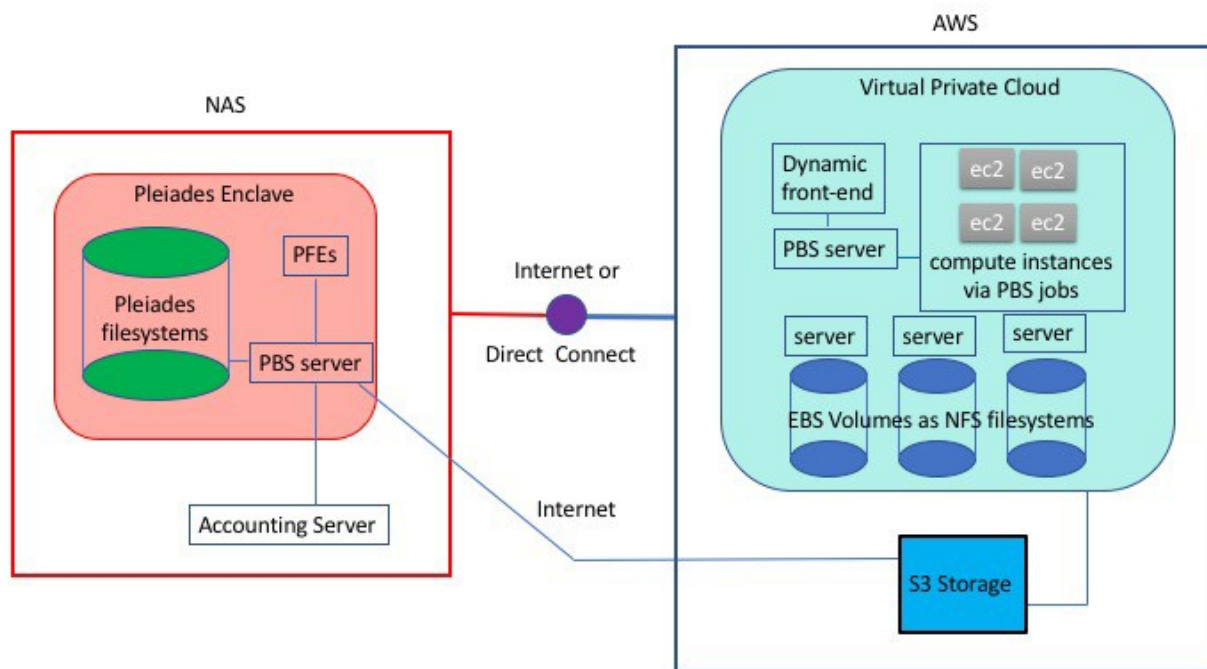 NAS
Pleiades Enclave
PFEs
Pleiades
filesystems
PBS server
Accounting Server
Internet or
Direct Connect
Internet
AWS
Virtual Private Cloud
Dynamic
front-end
PBS server
ec2
ec2
ec2
ec2
compute instances
via PBS jobs
server
server
server
EBS Volumes as NFS filesystems
S3 Storage